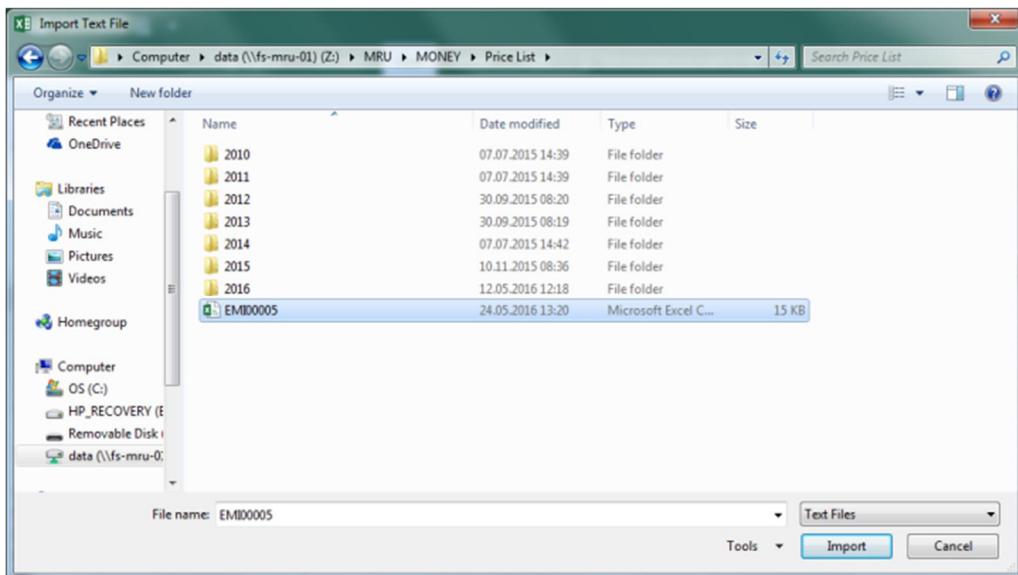 Import Text File
Computer data (\\fs-mru-01) (Z:) MRU MONEY Price List Search Price List
Organize New folder
Recent Places
OneDrive
Libraries
Documents
Music
Pictures
Videos
Homegroup
Computer
OS (C:)
HP_RECOVERY (E
Removable Disk
data (\\fs-mru-0
Name Date modified Type Size
2010 07.07.2015 14:39 File folder
2011 07.07.2015 14:39 File folder
2012 30.09.2015 08:20 File folder
2013 30.09.2015 08:19 File folder
2014 07.07.2015 14:42 File folder
2015 10.11.2015 08:36 File folder
2016 12.05.2016 12:18 File folder
EMI00005 24.05.2016 13:20 Microsoft Excel C... 15 KB
File name: EMI00005 Text Files
Tools Import Cancel